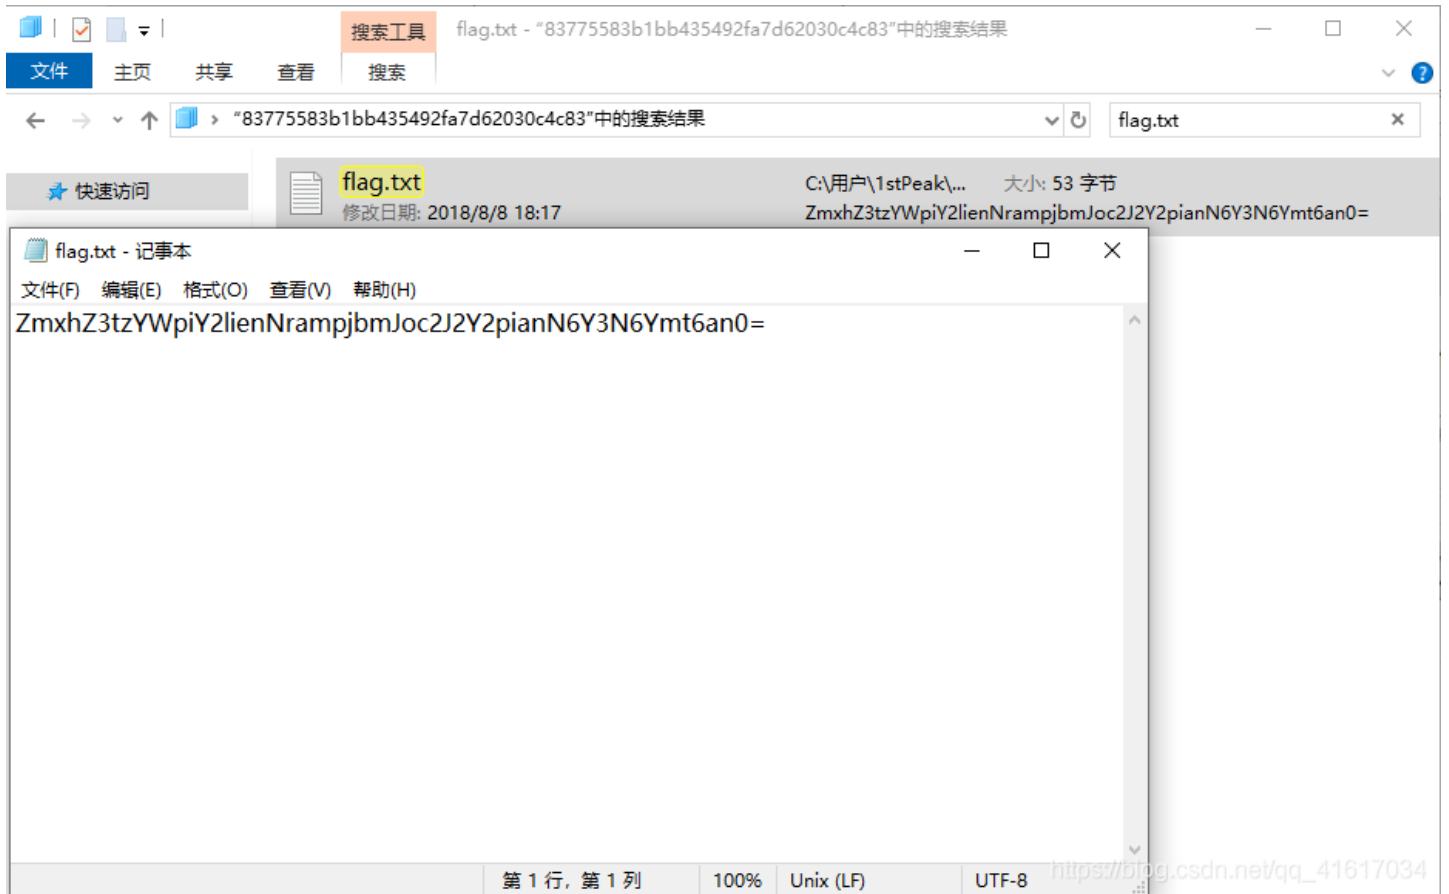 搜索工具
flag.txt - “83775583b1bb435492fa7d62030c4c83”中的搜索结果
文件 主页 共享 查看 搜索
“83775583b1bb435492fa7d62030c4c83”中的搜索结果
flag.txt
快速访问
flag.txt
修改日期: 2018/8/8 18:17
C:\用户\1stPeak\...
大小: 53 字节
ZmxhZ3tzYWpiY2lienNrampjbmJoc2J2Y2pianN6Y3N6Ymt6an0=
flag.txt - 记事本
文件(F) 编辑(E) 格式(O) 查看(V) 帮助(H)
ZmxhZ3tzYWpiY2lienNrampjbmJoc2J2Y2pianN6Y3N6Ymt6an0=
第 1 行, 第 1 列 100% Unix (LF) UTF-8
https://blog.csdn.net/qq_41617034